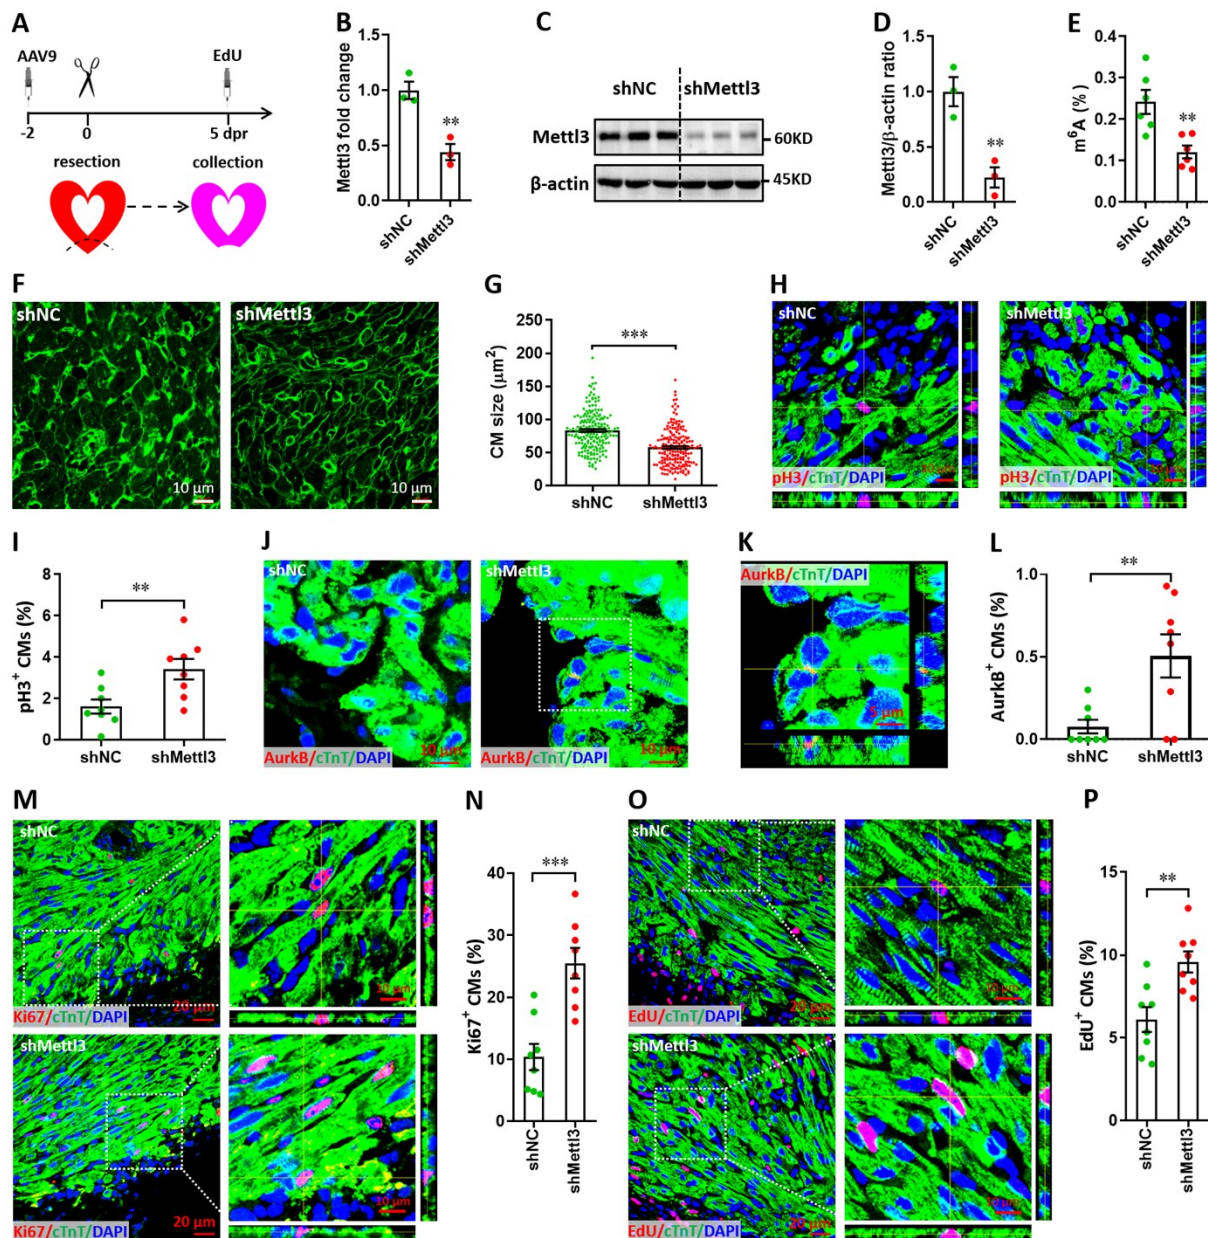 A
AAV9
EdU
-2
0
5 dpr
resection
collection
B
Mettl3 fold change
1.5
1.0
0.5
0.0
**
shNC
shMettl3
C
shNC
shMettl3
Mettl3
60KD
β-actin
45KD
D
Mettl3/β-actin ratio
1.5
1.0
0.5
0.0
**
shNC
shMettl3
E
m⁶A (%)
0.4
0.3
0.2
0.1
0.0
**
shNC
shMettl3
F
shNC
10 μm
shMettl3
10 μm
G
CM size (μm²)
250
200
150
100
50
0
***
shNC
shMettl3
H
shNC
pH3/cTnT/DAPI
10 μm
shMettl3
pH3/cTnT/DAPI
10 μm
I
pH3⁺ CMs (%)
8
6
4
2
0
**
shNC
shMettl3
J
shNC
AurkB/cTnT/DAPI
10 μm
shMettl3
AurkB/cTnT/DAPI
10 μm
K
AurkB/cTnT/DAPI
5 μm
L
AurkB⁺ CMs (%)
1.0
0.5
0.0
**
shNC
shMettl3
M
shNC
Ki67/cTnT/DAPI
20 μm
10 μm
shMettl3
Ki67/cTnT/DAPI
20 μm
10 μm
N
Ki67⁺ CMs (%)
40
30
20
10
0
***
shNC
shMettl3
O
shNC
EdU/cTnT/DAPI
20 μm
10 μm
shMettl3
EdU/cTnT/DAPI
20 μm
10 μm
P
EdU⁺ CMs (%)
15
10
5
0
**
shNC
shMettl3